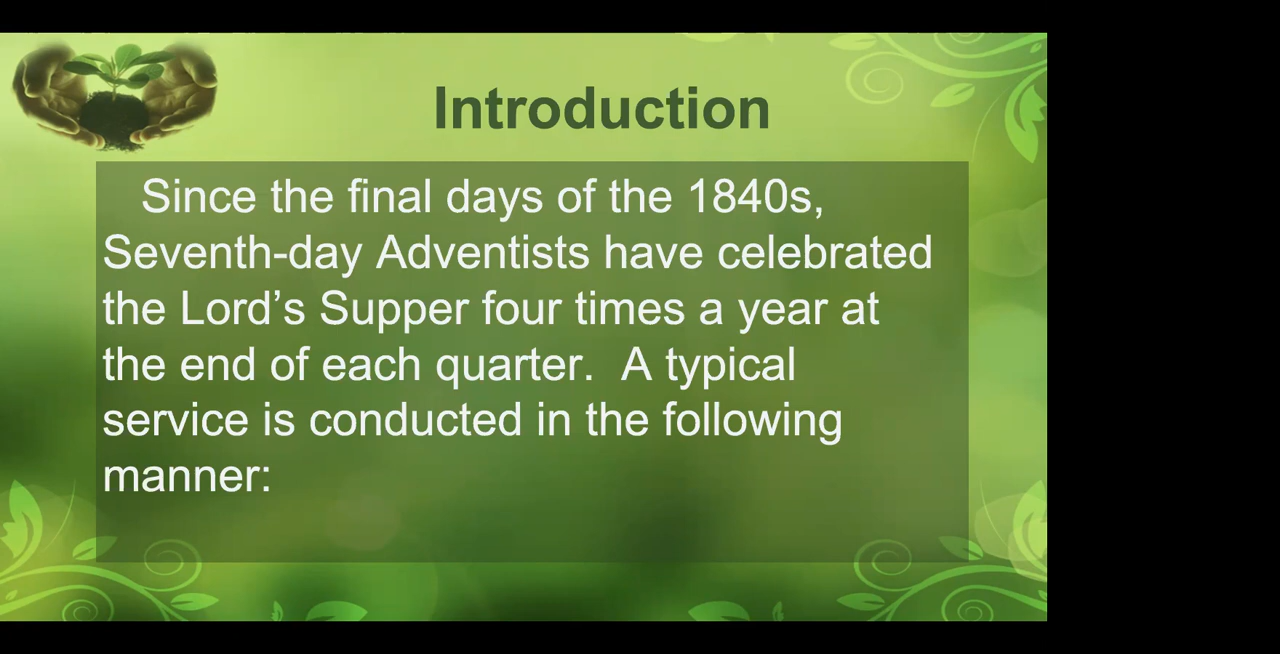 Introduction
Since the final days of the 1840s,
Seventh-day Adventists have celebrated
the Lord’s Supper four times a year at
the end of each quarter.  A typical
service is conducted in the following
manner: